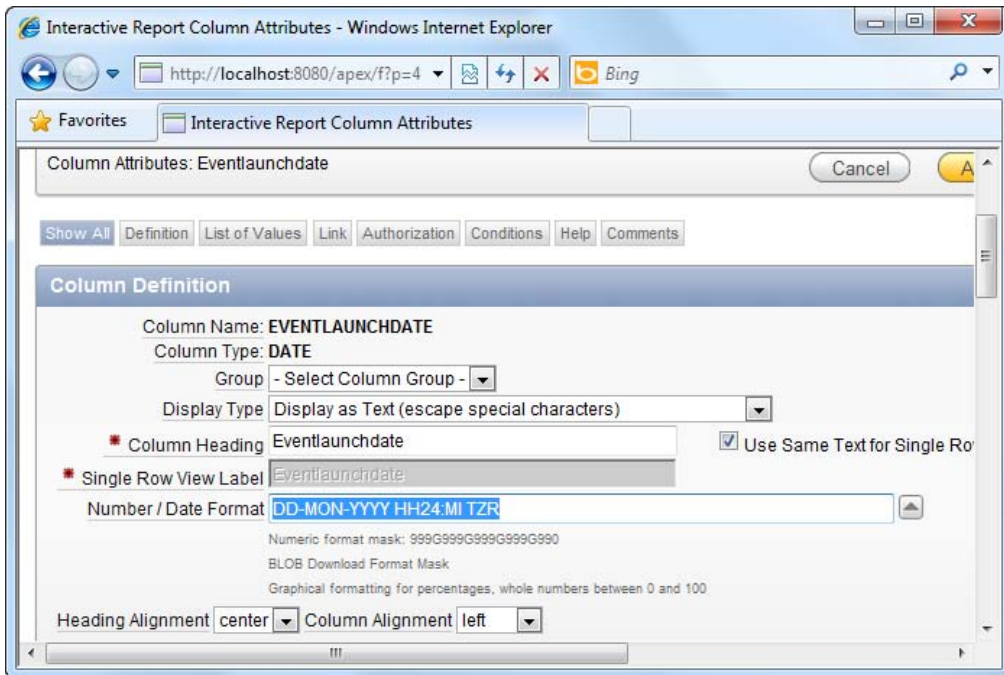 Interactive Report Column Attributes - Windows Internet Explorer
http://localhost:8080/apex/f?p=4 Bing
Favorites Interactive Report Column Attributes
Column Attributes: Eventlaunchdate Cancel A
Show All Definition List of Values Link Authorization Conditions Help Comments
Column Definition
Column Name: EVENTLAUNCHDATE
Column Type: DATE
Group - Select Column Group -
Display Type Display as Text (escape special characters)
* Column Heading Eventlaunchdate Use Same Text for Single Ro
* Single Row View Label Eventlaunchdate
Number / Date Format DD-MON-YYYY HH24:MI TZR
Numeric format mask: 999G999G999G999G990
BLOB Download Format Mask
Graphical formatting for percentages, whole numbers between 0 and 100
Heading Alignment center Column Alignment left